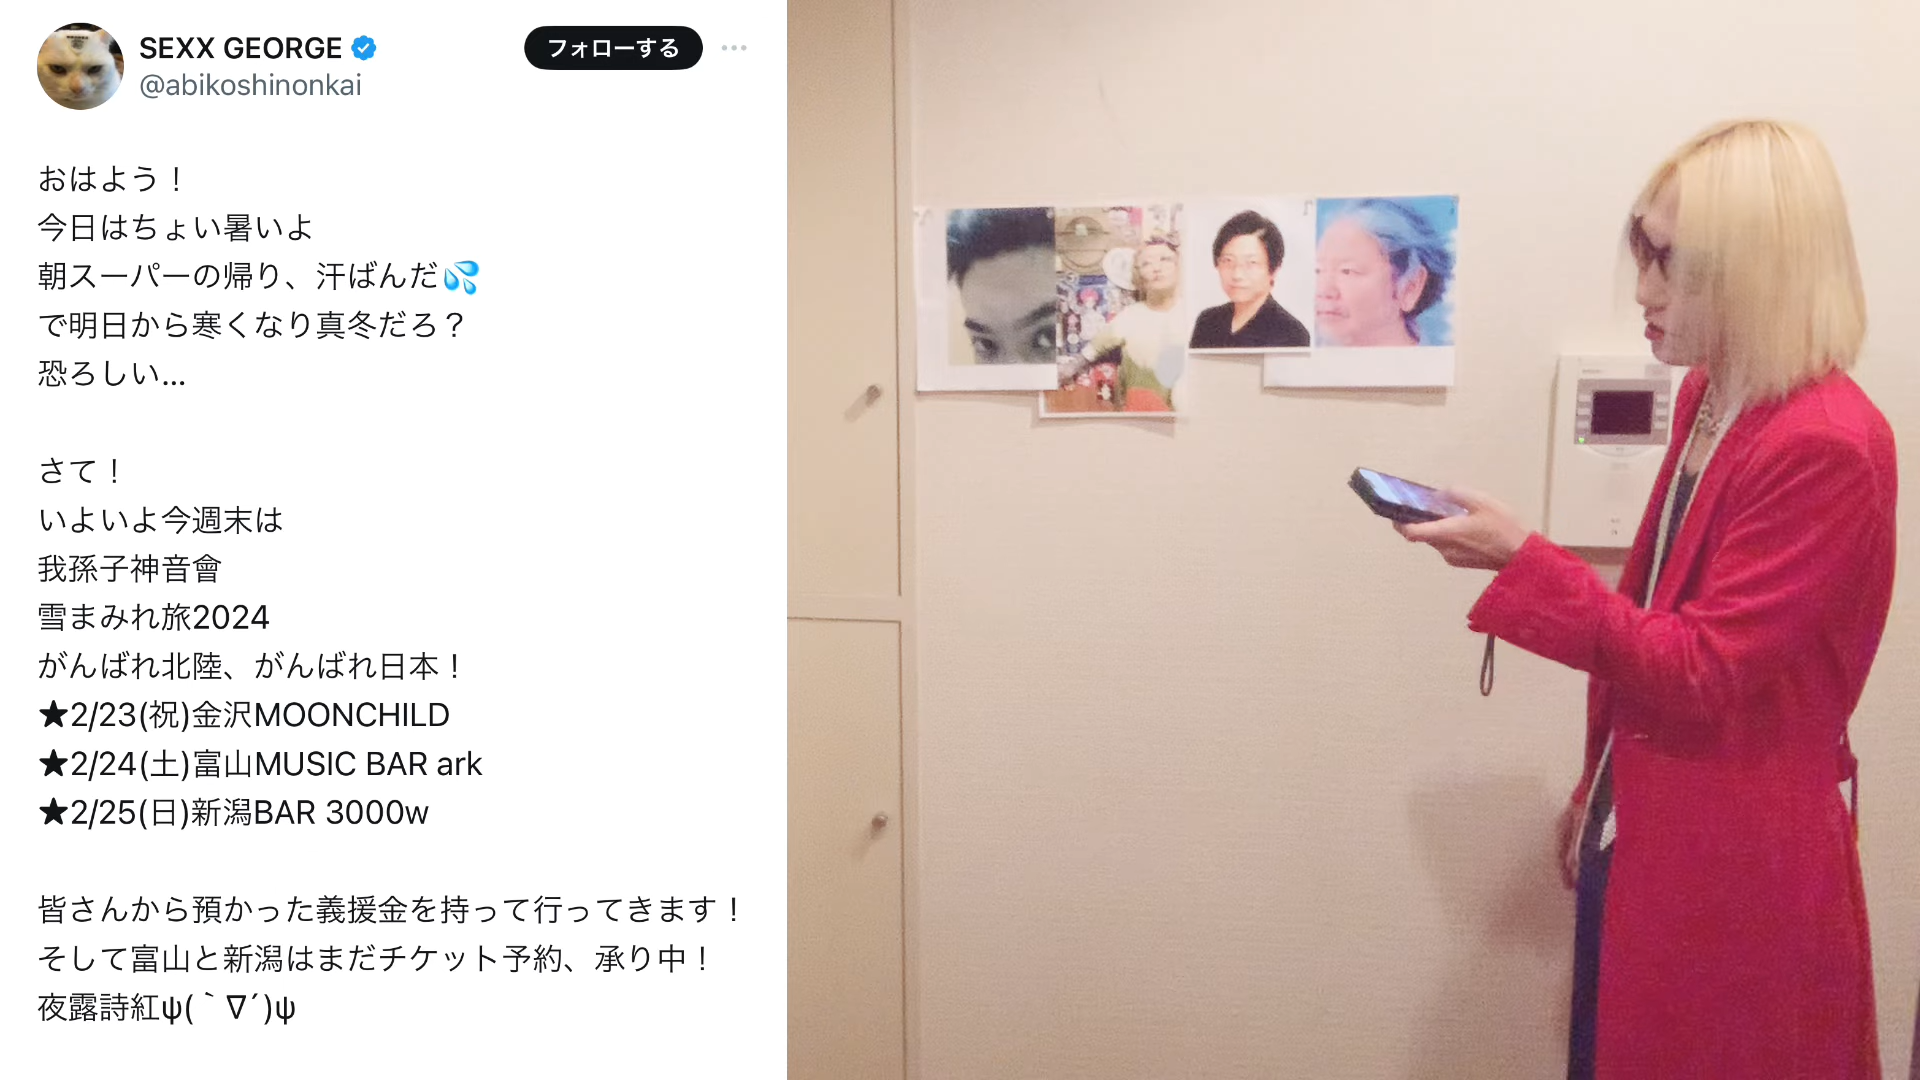 SEXX GEORGE
@abikoshinonkai
フォローする
おはよう！
今日はちょい暑いよ
朝スーパーの帰り、汗ばんだ💦
で明日から寒くなり真冬だろ？
恐ろしい...
さて！
いよいよ今週末は
我孫子神音會
雪まみれ旅2024
がんばれ北陸、がんばれ日本！
★2/23(祝)金沢MOONCHILD
★2/24(土)富山MUSIC BAR ark
★2/25(日)新潟BAR 3000w
皆さんから預かった義援金を持って行ってきます！
そして富山と新潟はまだチケット予約、承り中！
夜露詩紅ψ(｀∇´)ψ